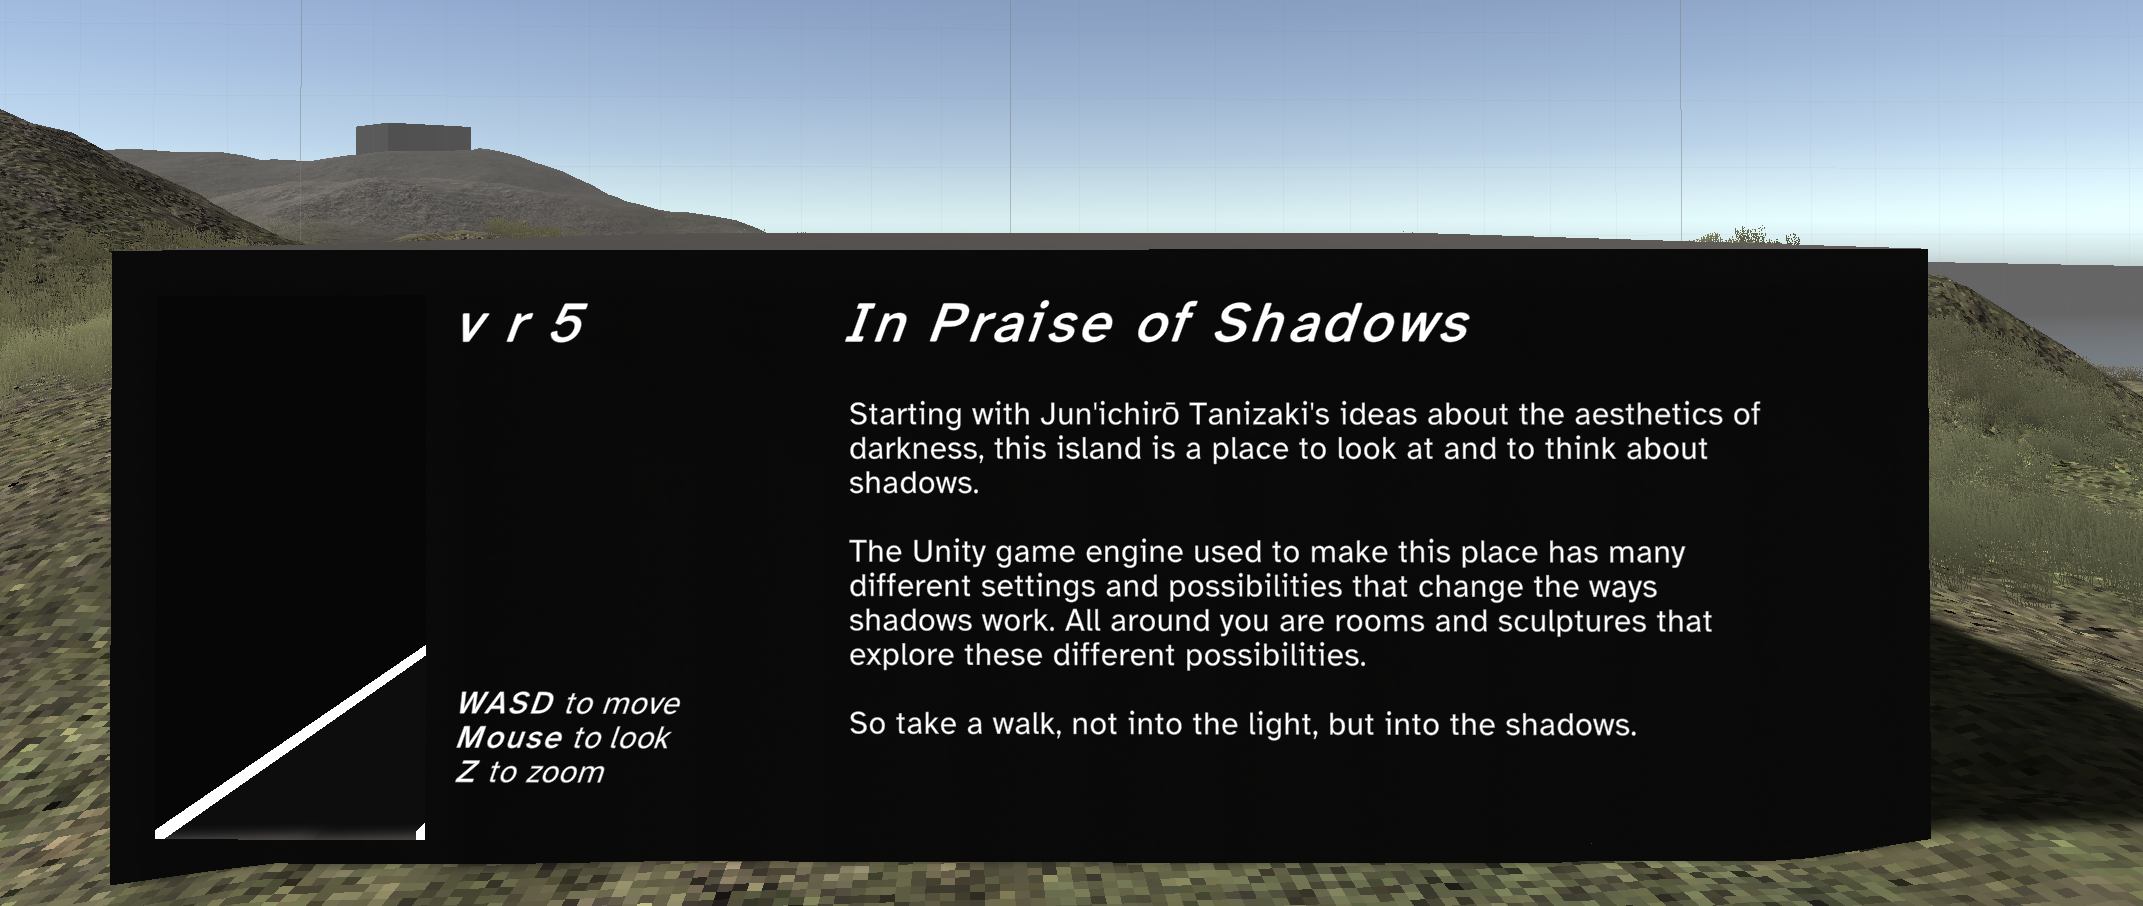 v r 5
WASD to move
Mouse to look
Z to zoom
In Praise of Shadows
Starting with Jun'ichirō Tanizaki's ideas about the aesthetics of
darkness, this island is a place to look at and to think about
shadows.
The Unity game engine used to make this place has many
different settings and possibilities that change the ways
shadows work. All around you are rooms and sculptures that
explore these different possibilities.
So take a walk, not into the light, but into the shadows.